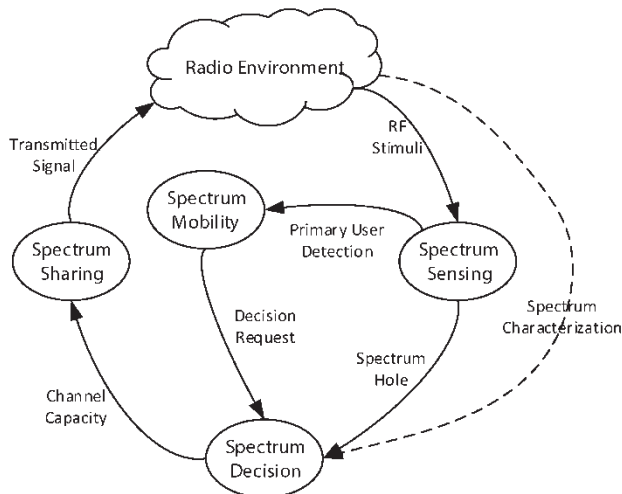 Radio Environment
RF
Stimuli
Transmitted
Signal
Spectrum
Mobility
Primary User
Detection
Spectrum
Sharing
Spectrum
Sensing
Decision
Request
Spectrum
Characterization
Spectrum
Hole
Channel
Capacity
Spectrum
Decision